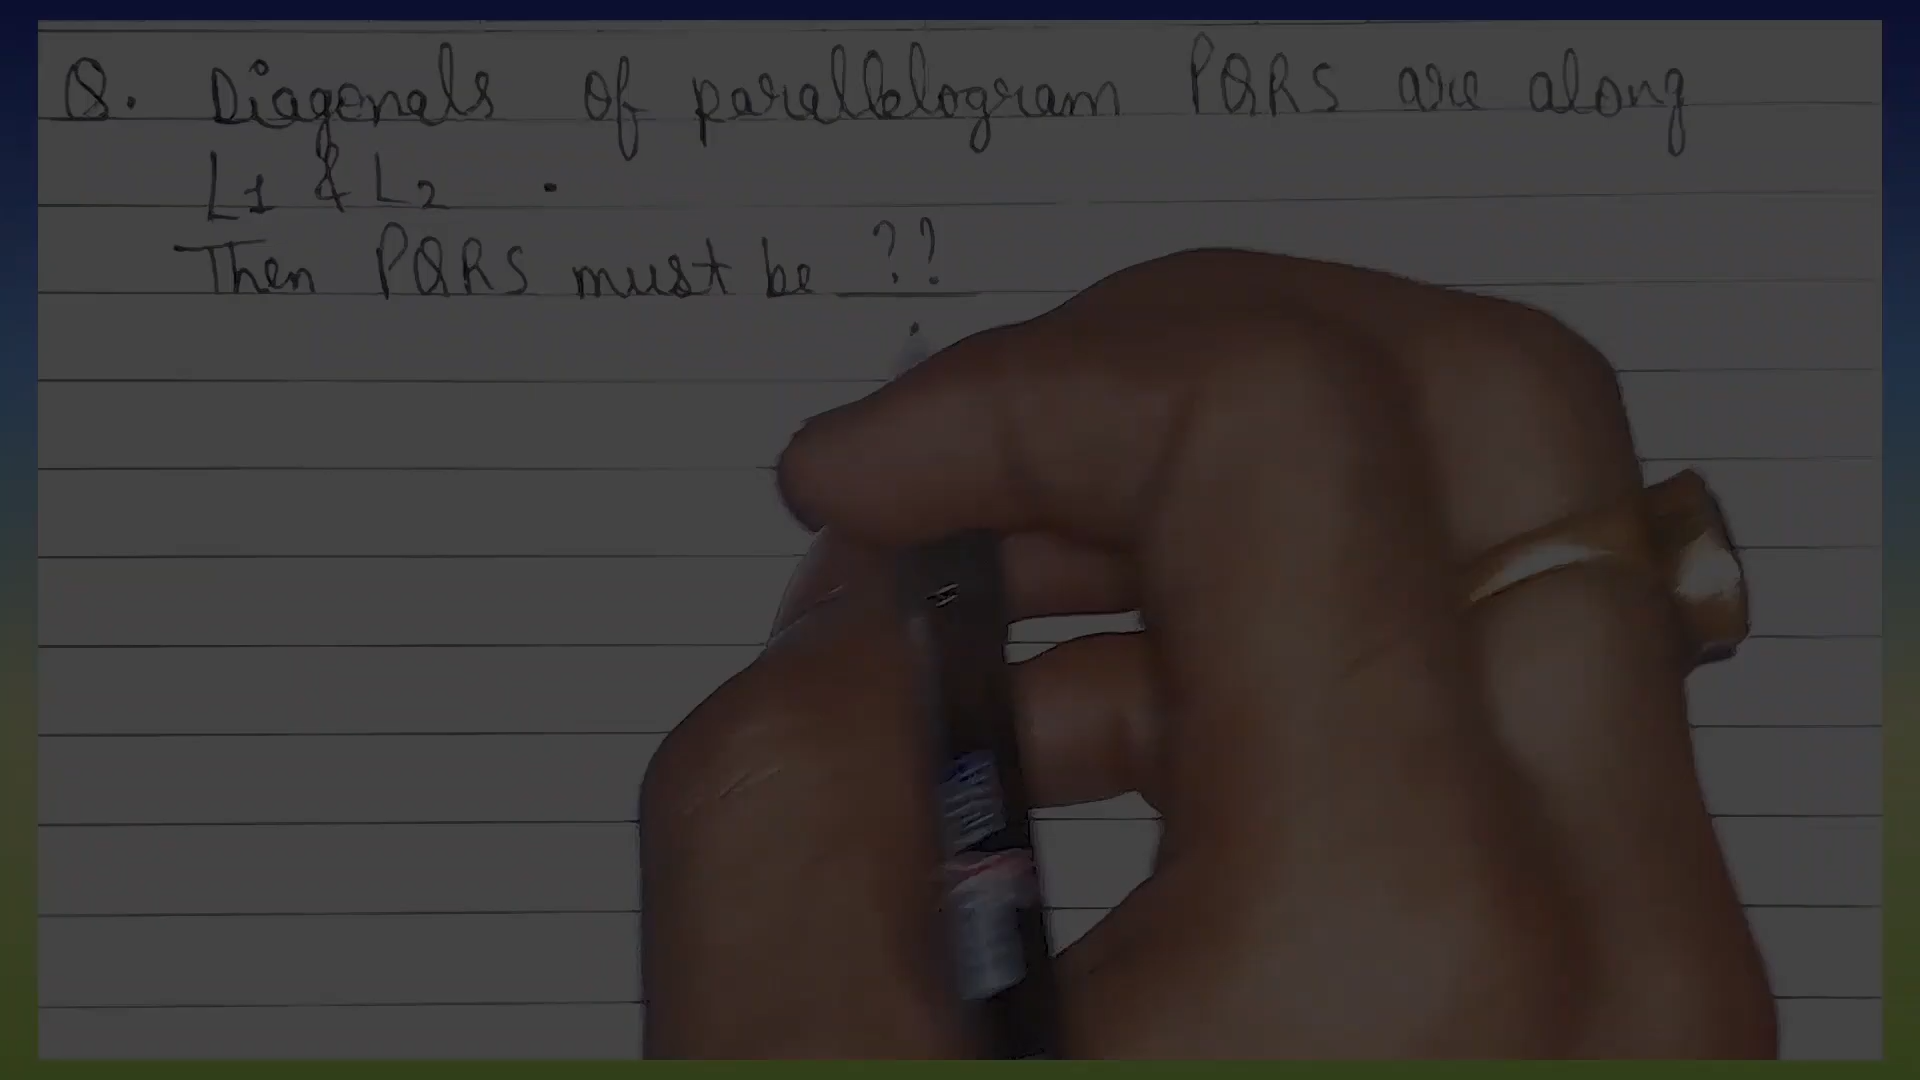 Q. Diagonals of parallelogram PQRS are along
L1 & L2 .
Then PQRS must be ??